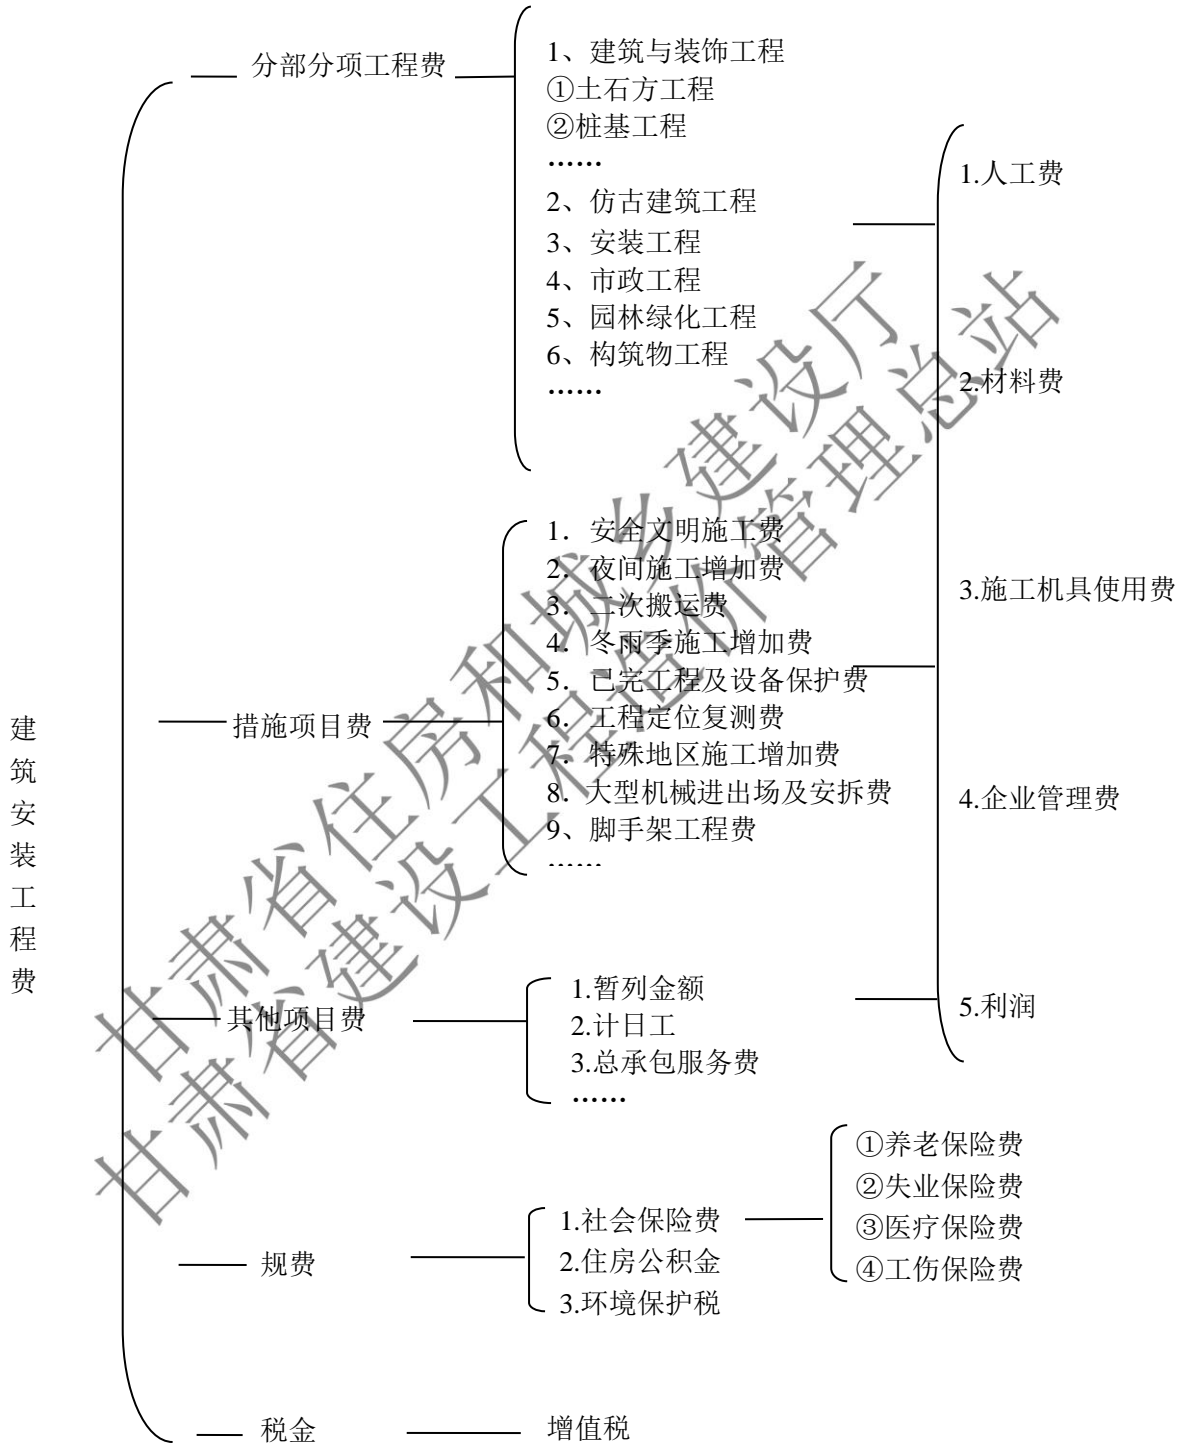 建筑安装工程费
分部分项工程费
1、建筑与装饰工程
①土石方工程
②桩基工程
……
2、仿古建筑工程
3、安装工程
4、市政工程
5、园林绿化工程
6、构筑物工程
……
措施项目费
1. 安全文明施工费
2. 夜间施工增加费
3. 二次搬运费
4. 冬雨季施工增加费
5. 已完工程及设备保护费
6. 工程定位复测费
7. 特殊地区施工增加费
8. 大型机械进出场及安拆费
9、脚手架工程费
……
其他项目费
1.暂列金额
2.计日工
3.总承包服务费
……
1.人工费
2.材料费
3.施工机具使用费
4.企业管理费
5.利润
规费
1.社会保险费
2.住房公积金
3.环境保护税
①养老保险费
②失业保险费
③医疗保险费
④工伤保险费
税金
增值税
甘肃省住房和城乡建设厅
甘肃省建设工程造价管理总站